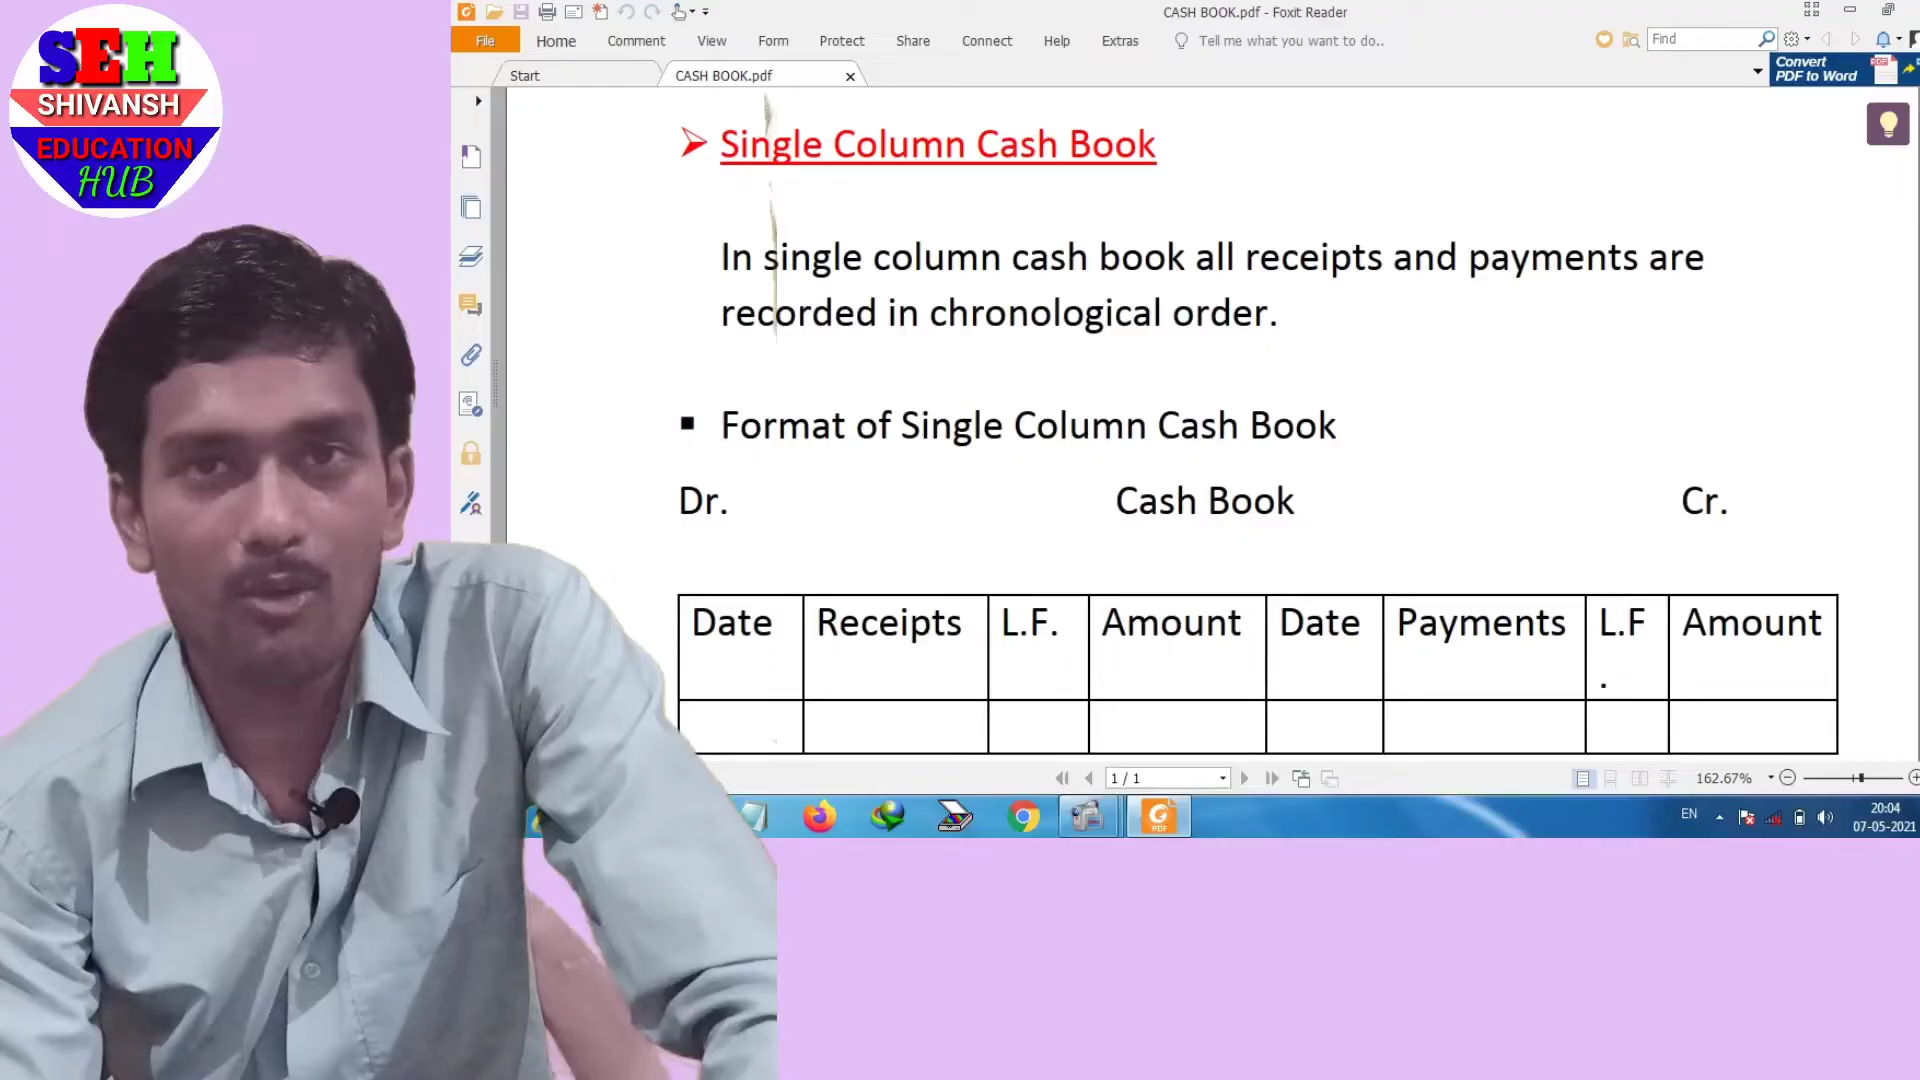 SEH
SHIVANSH
EDUCATION
HUB
CASH BOOK.pdf - Foxit Reader
File Home Comment View Form Protect Share Connect Help Extras Tell me what you want to do.. Find
Start CASH BOOK.pdf
Convert
PDF to Word
Single Column Cash Book
In single column cash book all receipts and payments are
recorded in chronological order.
Format of Single Column Cash Book
Dr. Cash Book Cr.
Date Receipts L.F. Amount Date Payments L.F
. Amount
1 / 1 162.67%
EN 20:04
07-05-2021